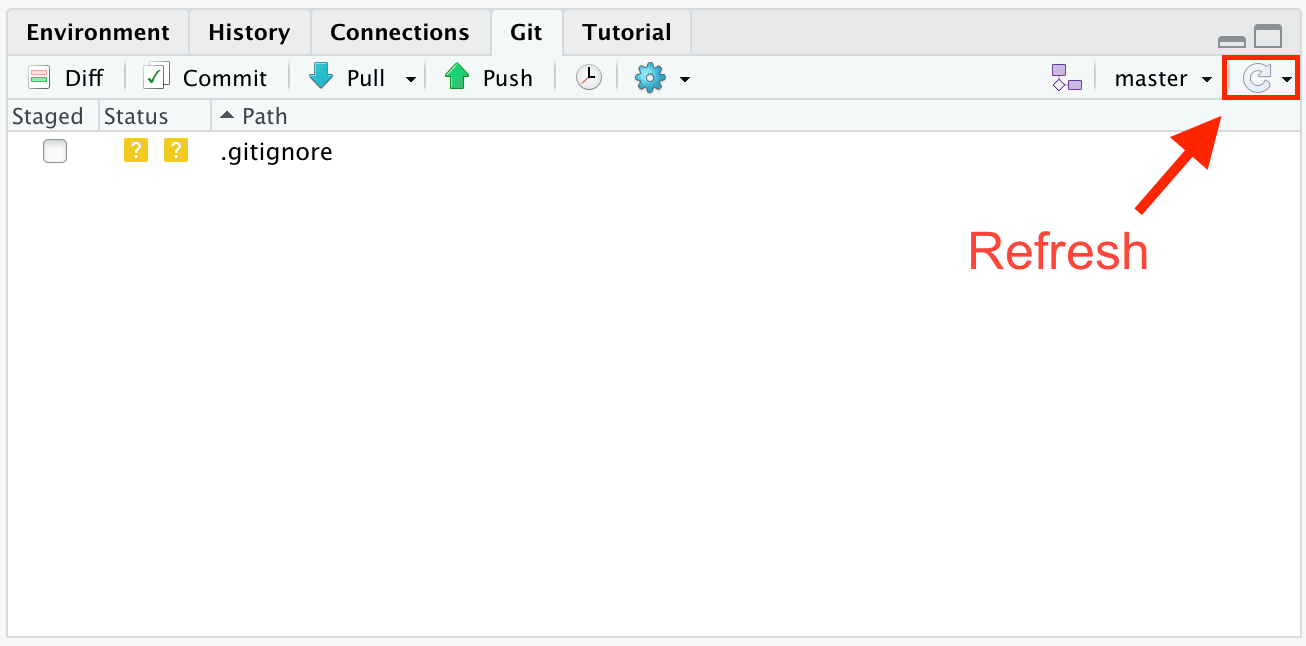 Environment History Connections Git Tutorial
Diff Commit Pull Push master
Staged Status Path
? ? .gitignore
Refresh